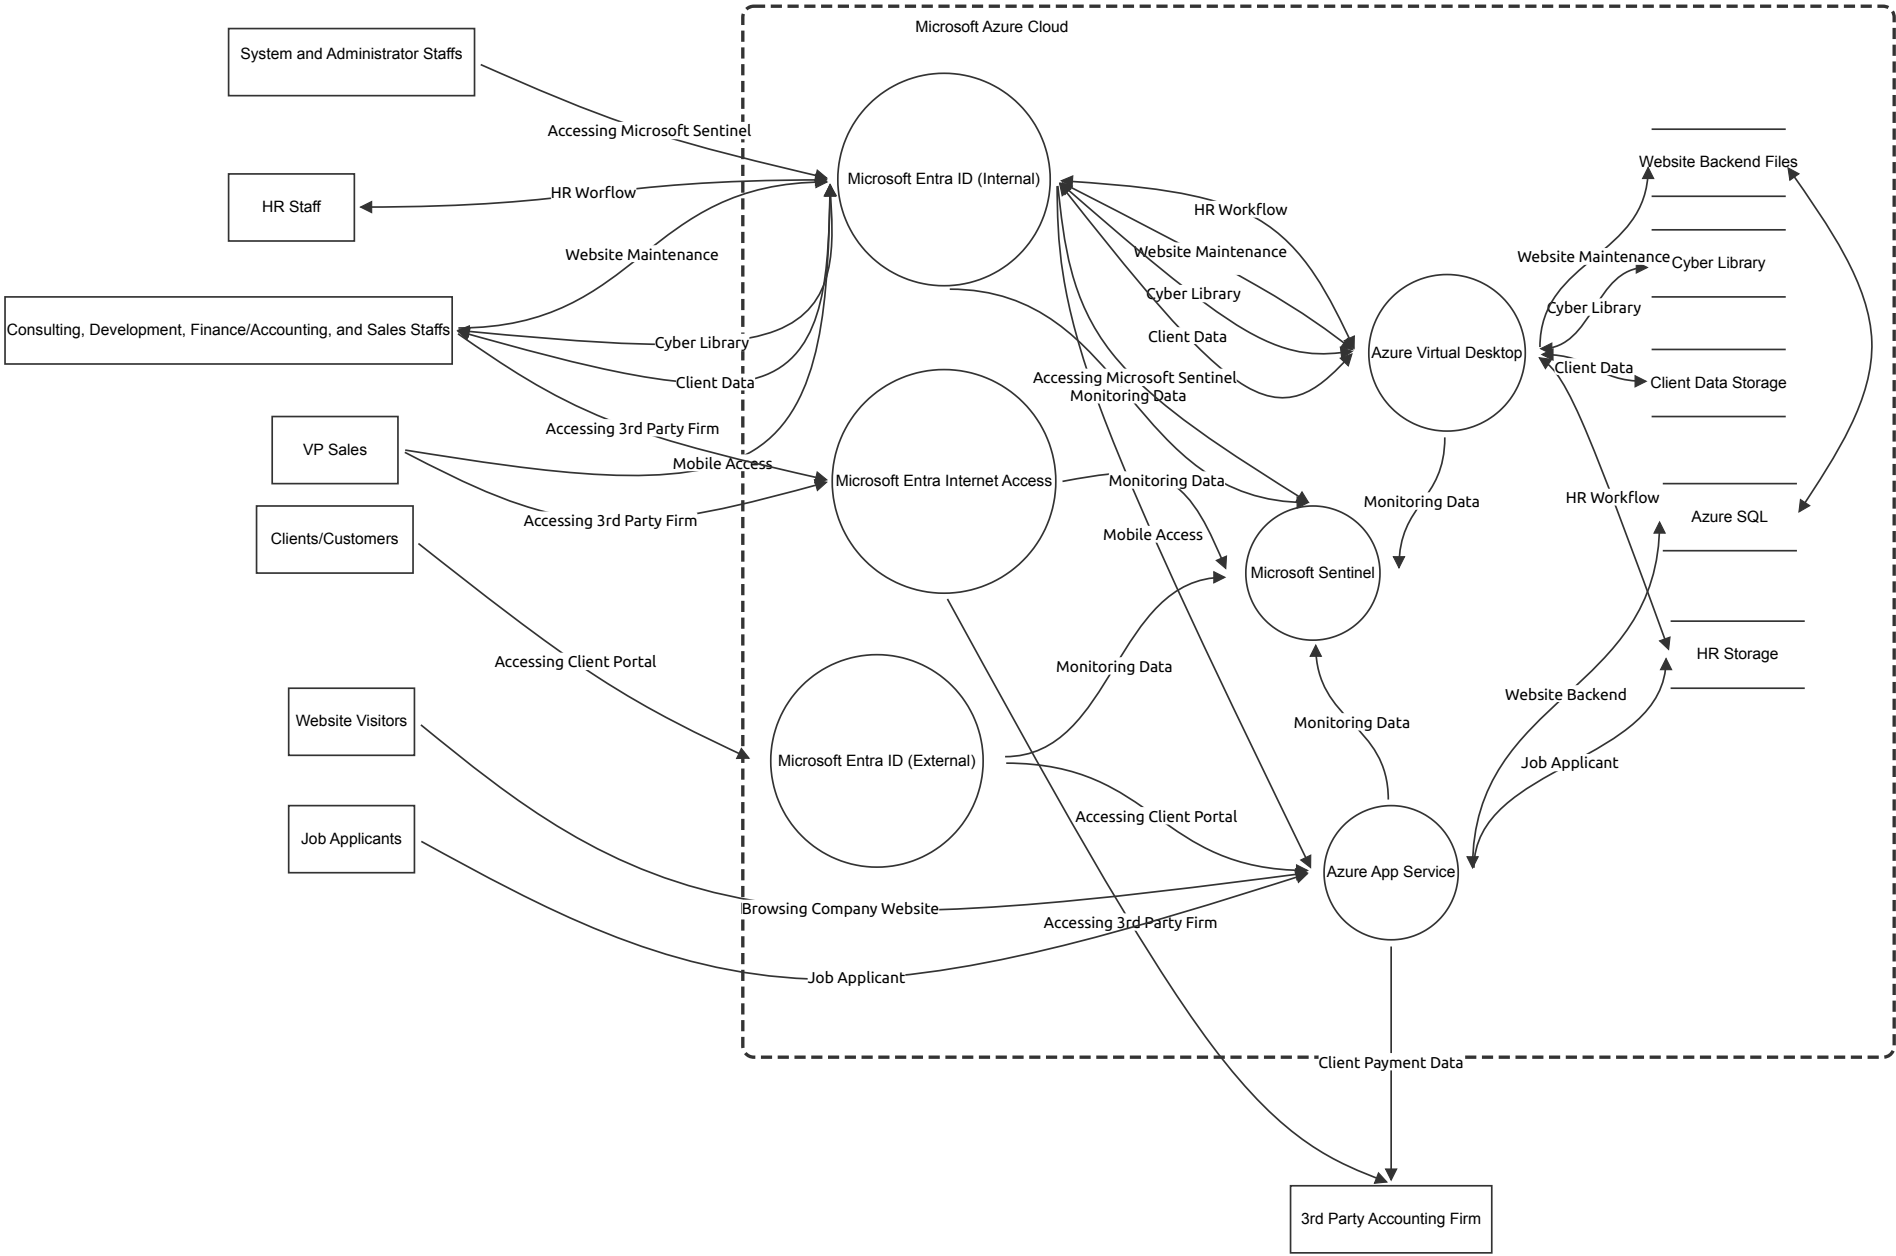 Microsoft Azure Cloud
System and Administrator Staffs
Accessing Microsoft Sentinel
HR Staff
HR Worflow
Microsoft Entra ID (Internal)
HR Workflow
Website Backend Files
Website Maintenance
Website Maintenance
Website Maintenance
Cyber Library
Cyber Library
Cyber Library
Consulting, Development, Finance/Accounting, and Sales Staffs
Cyber Library
Client Data
Azure Virtual Desktop
Client Data
Client Data Storage
Client Data
Accessing Microsoft Sentinel
Monitoring Data
Accessing 3rd Party Firm
VP Sales
Mobile Access
Microsoft Entra Internet Access
Monitoring Data
Monitoring Data
HR Workflow
Azure SQL
Accessing 3rd Party Firm
Clients/Customers
Mobile Access
Microsoft Sentinel
Accessing Client Portal
Monitoring Data
HR Storage
Website Backend
Website Visitors
Monitoring Data
Microsoft Entra ID (External)
Job Applicant
Accessing Client Portal
Job Applicants
Azure App Service
Browsing Company Website
Accessing 3rd Party Firm
Job Applicant
Client Payment Data
3rd Party Accounting Firm